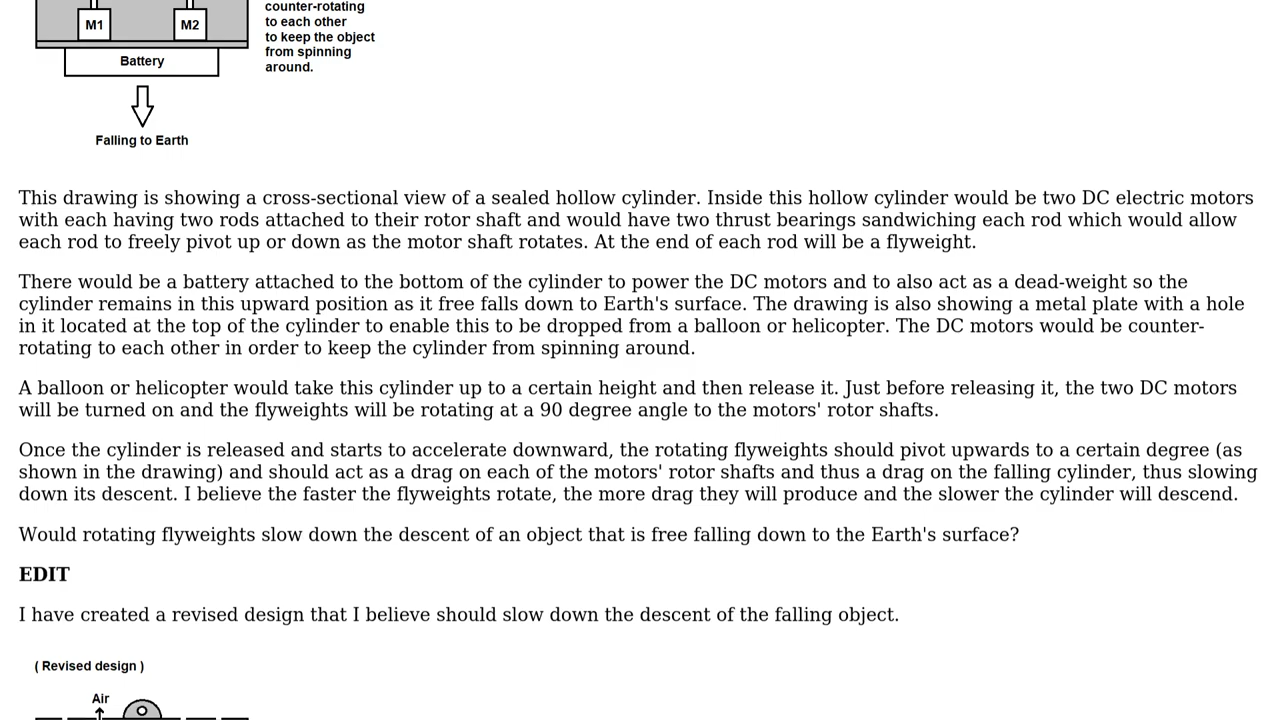 counter-rotating
to each other
to keep the object
from spinning
around.
M1
M2
Battery
Falling to Earth
This drawing is showing a cross-sectional view of a sealed hollow cylinder. Inside this hollow cylinder would be two DC electric motors
with each having two rods attached to their rotor shaft and would have two thrust bearings sandwiching each rod which would allow
each rod to freely pivot up or down as the motor shaft rotates. At the end of each rod will be a flyweight.
There would be a battery attached to the bottom of the cylinder to power the DC motors and to also act as a dead-weight so the
cylinder remains in this upward position as it free falls down to Earth's surface. The drawing is also showing a metal plate with a hole
in it located at the top of the cylinder to enable this to be dropped from a balloon or helicopter. The DC motors would be counter-
rotating to each other in order to keep the cylinder from spinning around.
A balloon or helicopter would take this cylinder up to a certain height and then release it. Just before releasing it, the two DC motors
will be turned on and the flyweights will be rotating at a 90 degree angle to the motors' rotor shafts.
Once the cylinder is released and starts to accelerate downward, the rotating flyweights should pivot upwards to a certain degree (as
shown in the drawing) and should act as a drag on each of the motors' rotor shafts and thus a drag on the falling cylinder, thus slowing
down its descent. I believe the faster the flyweights rotate, the more drag they will produce and the slower the cylinder will descend.
Would rotating flyweights slow down the descent of an object that is free falling down to the Earth's surface?
EDIT
I have created a revised design that I believe should slow down the descent of the falling object.
( Revised design )
Air